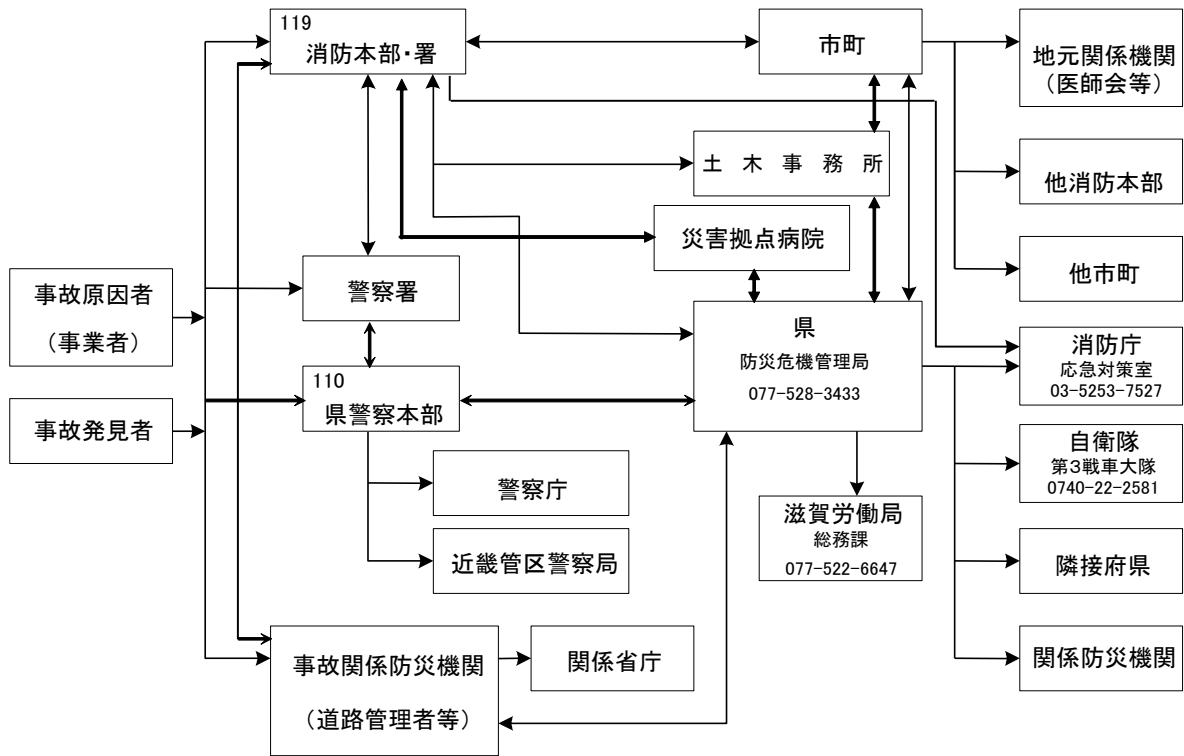 119
消防本部・署
市町
地元関係機関
（医師会等）
土木事務所
他消防本部
災害拠点病院
他市町
事故原因者
（事業者）
警察署
県
防災危機管理局
077-528-3433
消防庁
応急対策室
03-5253-7527
110
県警察本部
事故発見者
自衛隊
第3戦車大隊
0740-22-2581
警察庁
滋賀労働局
総務課
077-522-6647
近畿管区警察局
隣接府県
事故関係防災機関
（道路管理者等）
関係省庁
関係防災機関